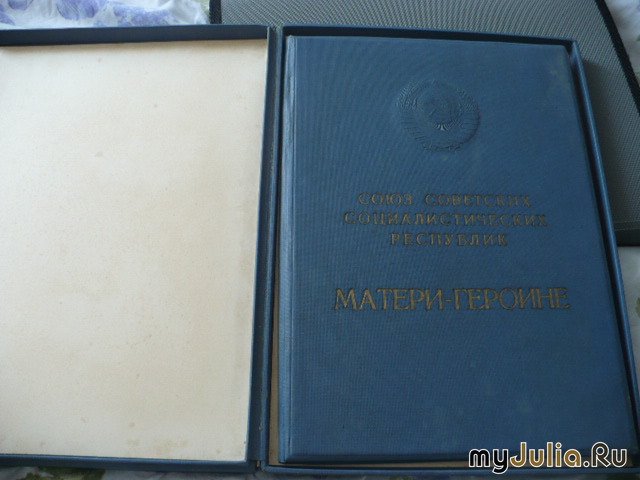 СОЮЗ СОВЕТСКИХ
СОЦИАЛИСТИЧЕСКИХ
РЕСПУБЛИК
МАТЕРИ-ГЕРОИНЕ
myJulia.Ru